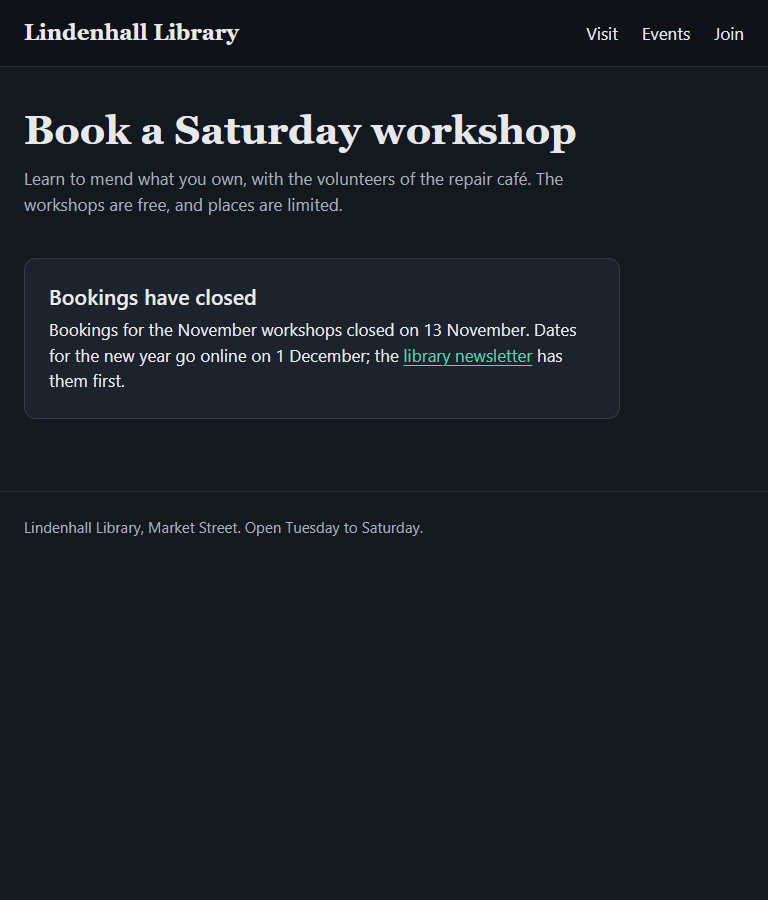 Lindenhall Library
Visit Events Join
Book a Saturday workshop
Learn to mend what you own, with the volunteers of the repair café. The
workshops are free, and places are limited.
Bookings have closed
Bookings for the November workshops closed on 13 November. Dates
for the new year go online on 1 December; the library newsletter has
them first.
Lindenhall Library, Market Street. Open Tuesday to Saturday.